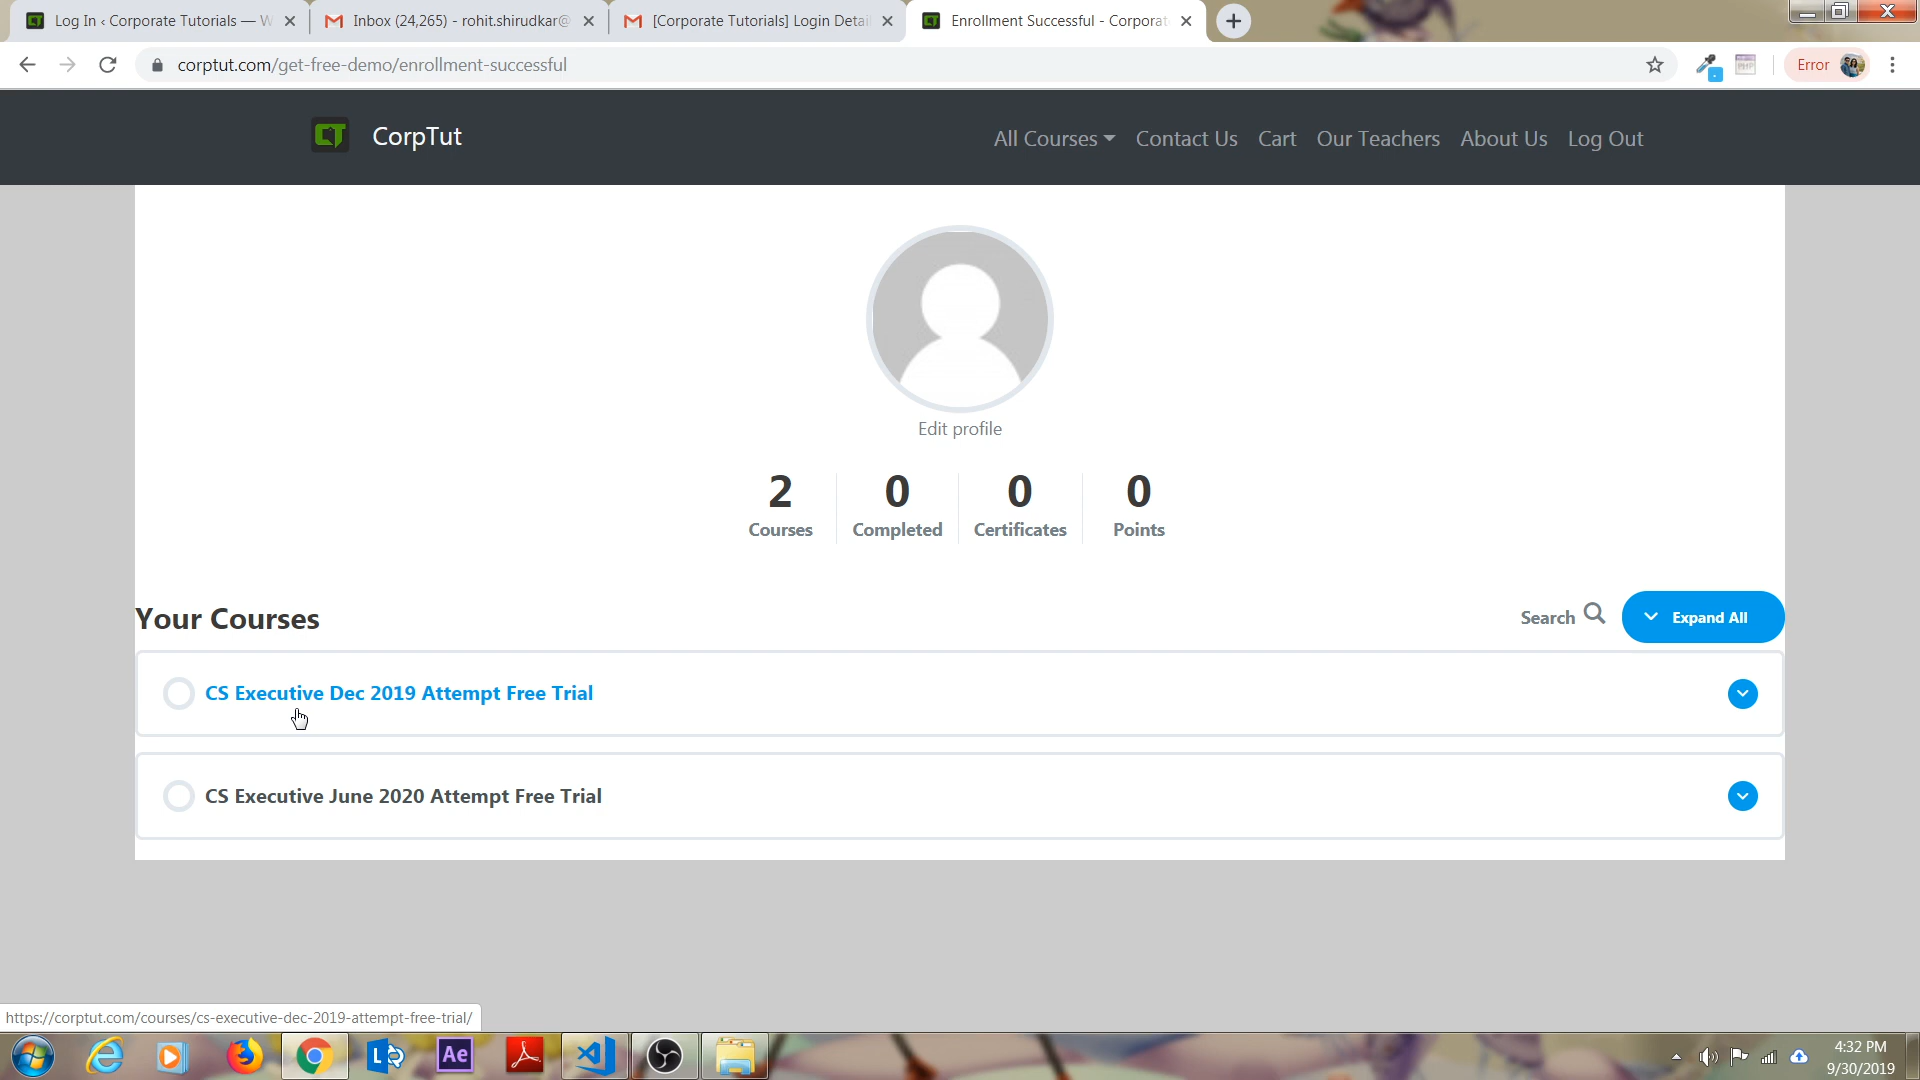 Log In ‹ Corporate Tutorials — W
Inbox (24,265) - rohit.shirudkar@
[Corporate Tutorials] Login Detail
Enrollment Successful - Corporat
corptut.com/get-free-demo/enrollment-successful
Error
CorpTut
All Courses
Contact Us
Cart
Our Teachers
About Us
Log Out
Edit profile
2
Courses
0
Completed
0
Certificates
0
Points
Your Courses
Search
Expand All
CS Executive Dec 2019 Attempt Free Trial
CS Executive June 2020 Attempt Free Trial
https://corptut.com/courses/cs-executive-dec-2019-attempt-free-trial/
Ae
4:32 PM
9/30/2019